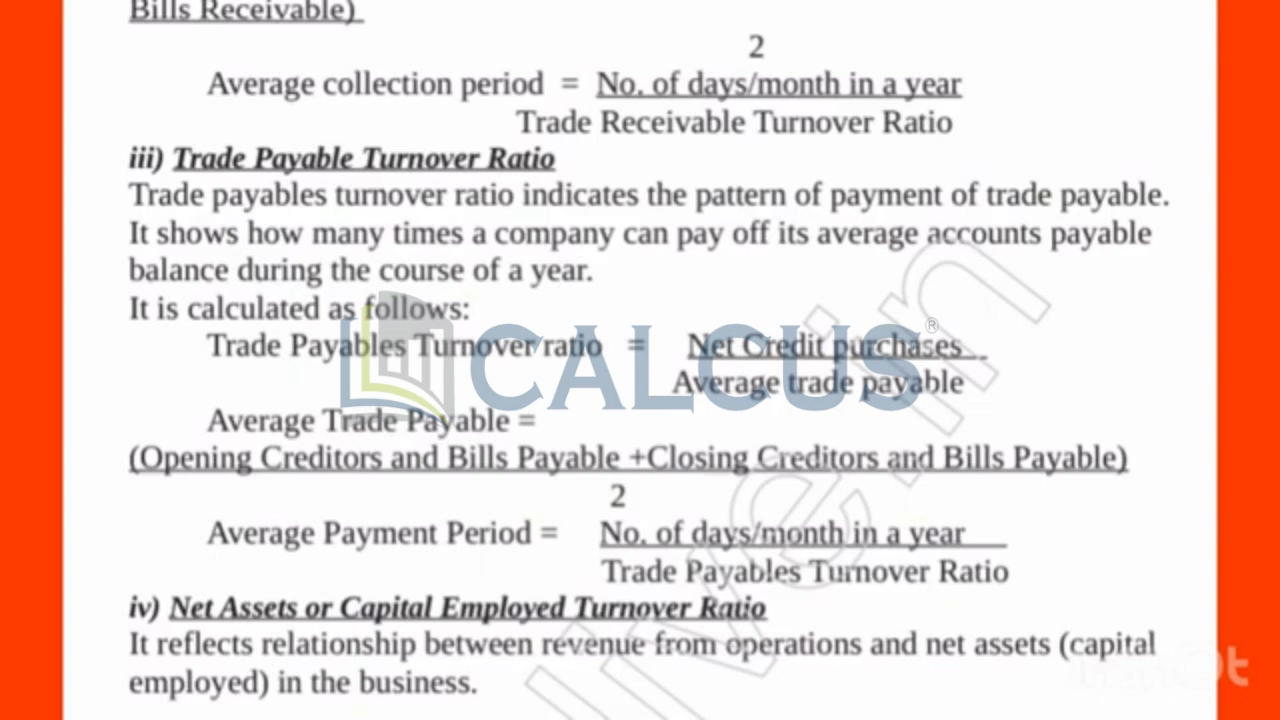 Bills Receivable)
2
Average collection period = No. of days/month in a year
Trade Receivable Turnover Ratio
iii) Trade Payable Turnover Ratio
Trade payables turnover ratio indicates the pattern of payment of trade payable.
It shows how many times a company can pay off its average accounts payable
balance during the course of a year.
It is calculated as follows:
Trade Payables Turnover ratio = Net Credit purchases
Average trade payable
CALCUS®
Average Trade Payable =
(Opening Creditors and Bills Payable +Closing Creditors and Bills Payable)
2
Average Payment Period = No. of days/month in a year
Trade Payables Turnover Ratio
iv) Net Assets or Capital Employed Turnover Ratio
It reflects relationship between revenue from operations and net assets (capital
employed) in the business.
live.in